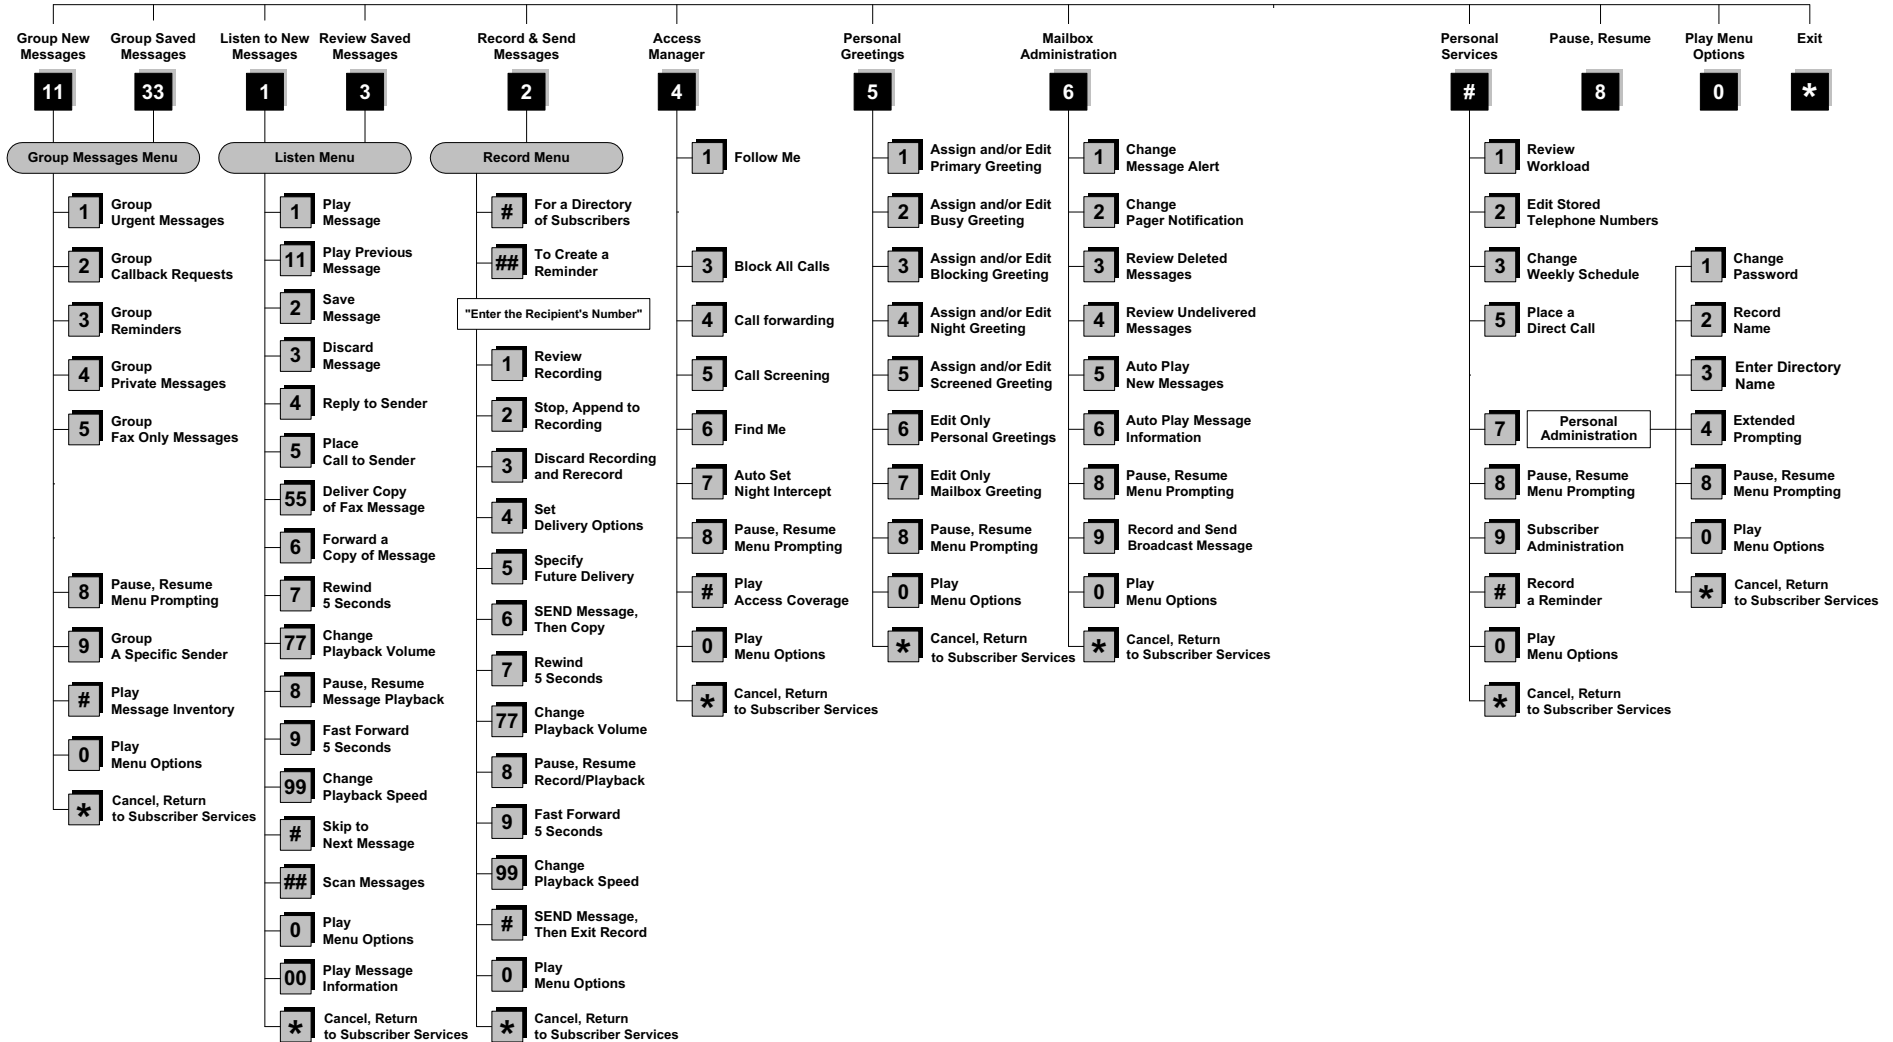 Group New
Messages
11
Group Saved
Messages
33
Listen to New
Messages
1
Review Saved
Messages
3
Record & Send
Messages
2
Access
Manager
4
Personal
Greetings
5
Mailbox
Administration
6
Personal
Services
#
Pause, Resume
8
Play Menu
Options
0
Exit
*
Group Messages Menu
1
Group
Urgent Messages
2
Group
Callback Requests
3
Group
Reminders
4
Group
Private Messages
5
Group
Fax Only Messages
8
Pause, Resume
Menu Prompting
9
Group
A Specific Sender
#
Play
Message Inventory
0
Play
Menu Options
*
Cancel, Return
to Subscriber Services
Listen Menu
1
Play
Message
11
Play Previous
Message
2
Save
Message
3
Discard
Message
4
Reply to Sender
5
Place
Call to Sender
55
Deliver Copy
of Fax Message
6
Forward a
Copy of Message
7
Rewind
5 Seconds
77
Change
Playback Volume
8
Pause, Resume
Message Playback
9
Fast Forward
5 Seconds
99
Change
Playback Speed
#
Skip to
Next Message
##
Scan Messages
0
Play
Menu Options
00
Play Message
Information
*
Cancel, Return
to Subscriber Services
Record Menu
#
For a Directory
of Subscribers
##
To Create a
Reminder
"Enter the Recipient's Number"
1
Review
Recording
2
Stop, Append to
Recording
3
Discard Recording
and Rerecord
4
Set
Delivery Options
5
Specify
Future Delivery
6
SEND Message,
Then Copy
7
Rewind
5 Seconds
77
Change
Playback Volume
8
Pause, Resume
Record/Playback
9
Fast Forward
5 Seconds
99
Change
Playback Speed
#
SEND Message,
Then Exit Record
0
Play
Menu Options
*
Cancel, Return
to Subscriber Services
1
Follow Me
3
Block All Calls
4
Call forwarding
5
Call Screening
6
Find Me
7
Auto Set
Night Intercept
8
Pause, Resume
Menu Prompting
#
Play
Access Coverage
0
Play
Menu Options
*
Cancel, Return
to Subscriber Services
1
Assign and/or Edit
Primary Greeting
2
Assign and/or Edit
Busy Greeting
3
Assign and/or Edit
Blocking Greeting
4
Assign and/or Edit
Night Greeting
5
Assign and/or Edit
Screened Greeting
6
Edit Only
Personal Greetings
7
Edit Only
Mailbox Greeting
8
Pause, Resume
Menu Prompting
0
Play
Menu Options
*
Cancel, Return
to Subscriber Services
1
Change
Message Alert
2
Change
Pager Notification
3
Review Deleted
Messages
4
Review Undelivered
Messages
5
Auto Play
New Messages
6
Auto Play Message
Information
8
Pause, Resume
Menu Prompting
9
Record and Send
Broadcast Message
0
Play
Menu Options
*
Cancel, Return
to Subscriber Services
1
Review
Workload
2
Edit Stored
Telephone Numbers
3
Change
Weekly Schedule
5
Place a
Direct Call
7
Personal
Administration
8
Pause, Resume
Menu Prompting
9
Subscriber
Administration
#
Record
a Reminder
0
Play
Menu Options
*
Cancel, Return
to Subscriber Services
1
Change
Password
2
Record
Name
3
Enter Directory
Name
4
Extended
Prompting
8
Pause, Resume
Menu Prompting
0
Play
Menu Options
*
Cancel, Return
to Subscriber Services